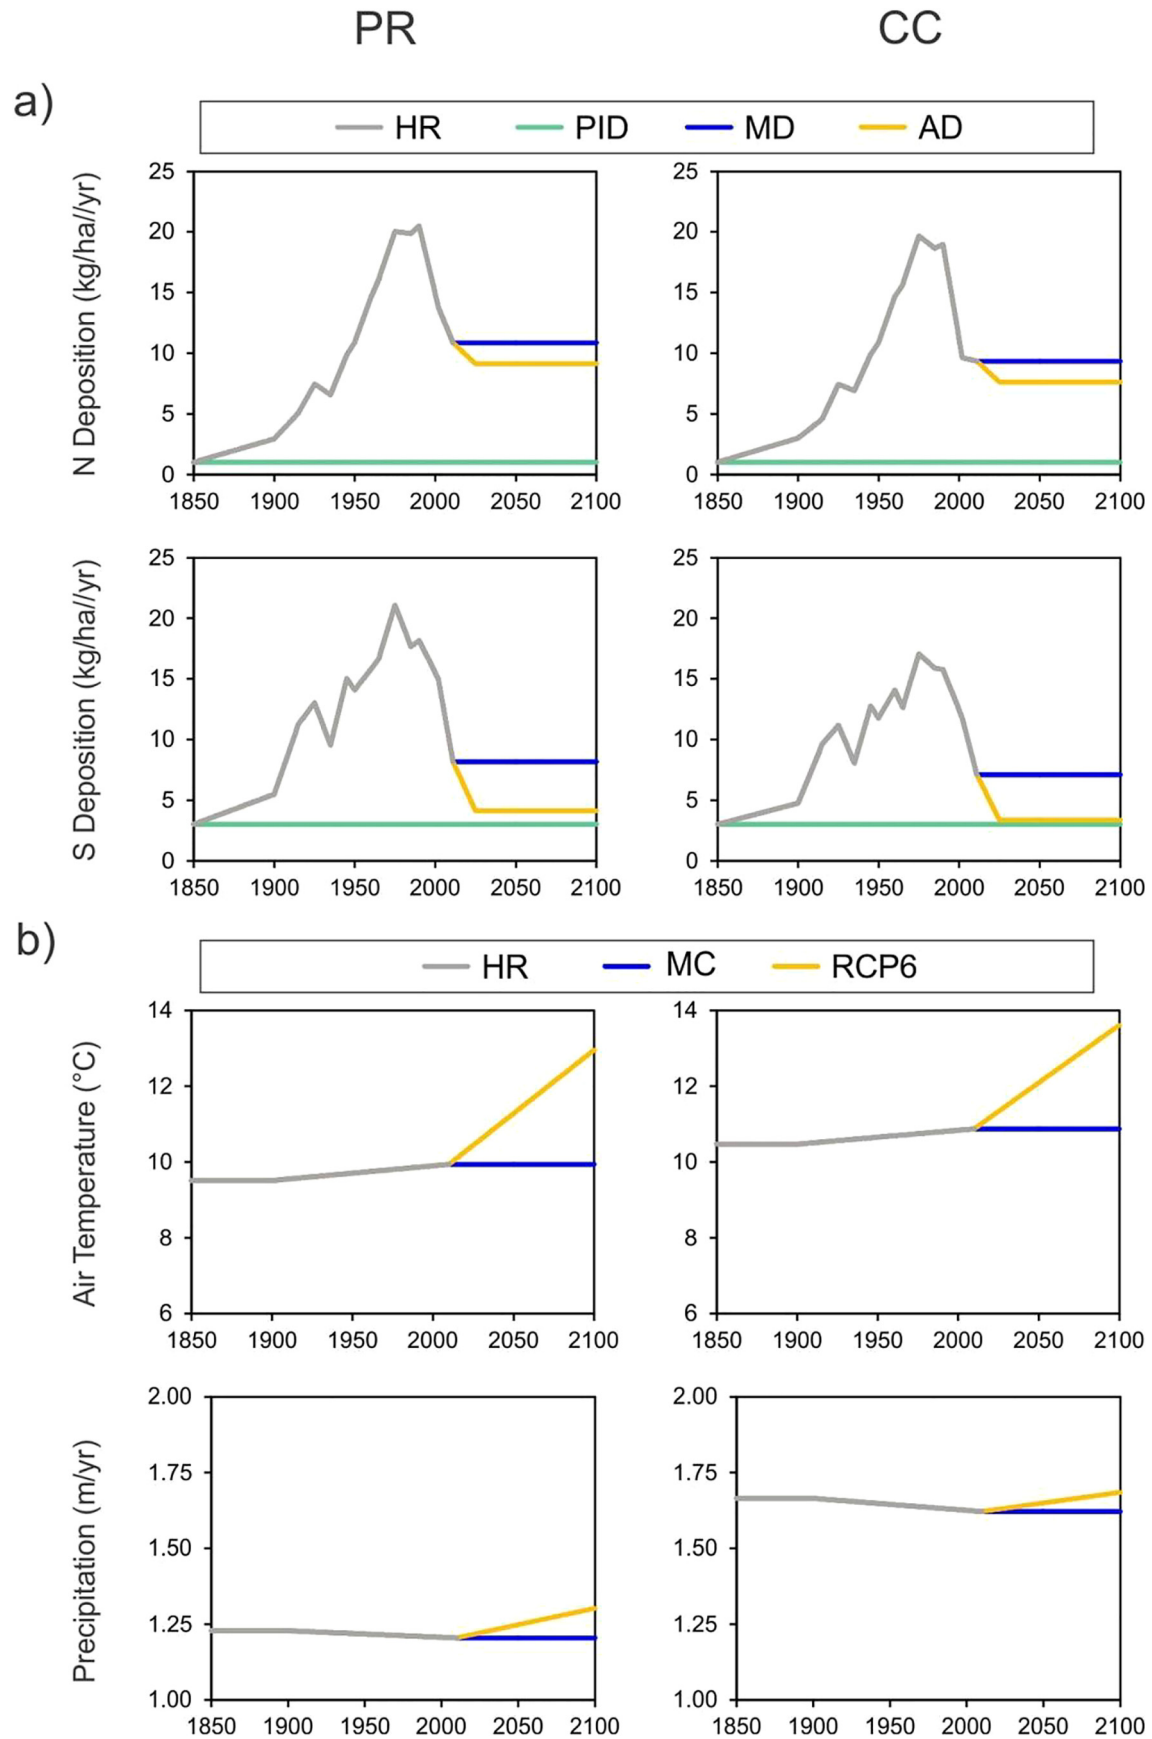 PR CC
a)
HR PID MD AD
N Deposition (kg/ha//yr)
25
20
15
10
5
0
1850 1900 1950 2000 2050 2100
25
20
15
10
5
0
1850 1900 1950 2000 2050 2100
S Deposition (kg/ha//yr)
25
20
15
10
5
0
1850 1900 1950 2000 2050 2100
25
20
15
10
5
0
1850 1900 1950 2000 2050 2100
b)
HR MC RCP6
Air Temperature (°C)
14
12
10
8
6
1850 1900 1950 2000 2050 2100
14
12
10
8
6
1850 1900 1950 2000 2050 2100
Precipitation (m/yr)
2.00
1.75
1.50
1.25
1.00
1850 1900 1950 2000 2050 2100
2.00
1.75
1.50
1.25
1.00
1850 1900 1950 2000 2050 2100